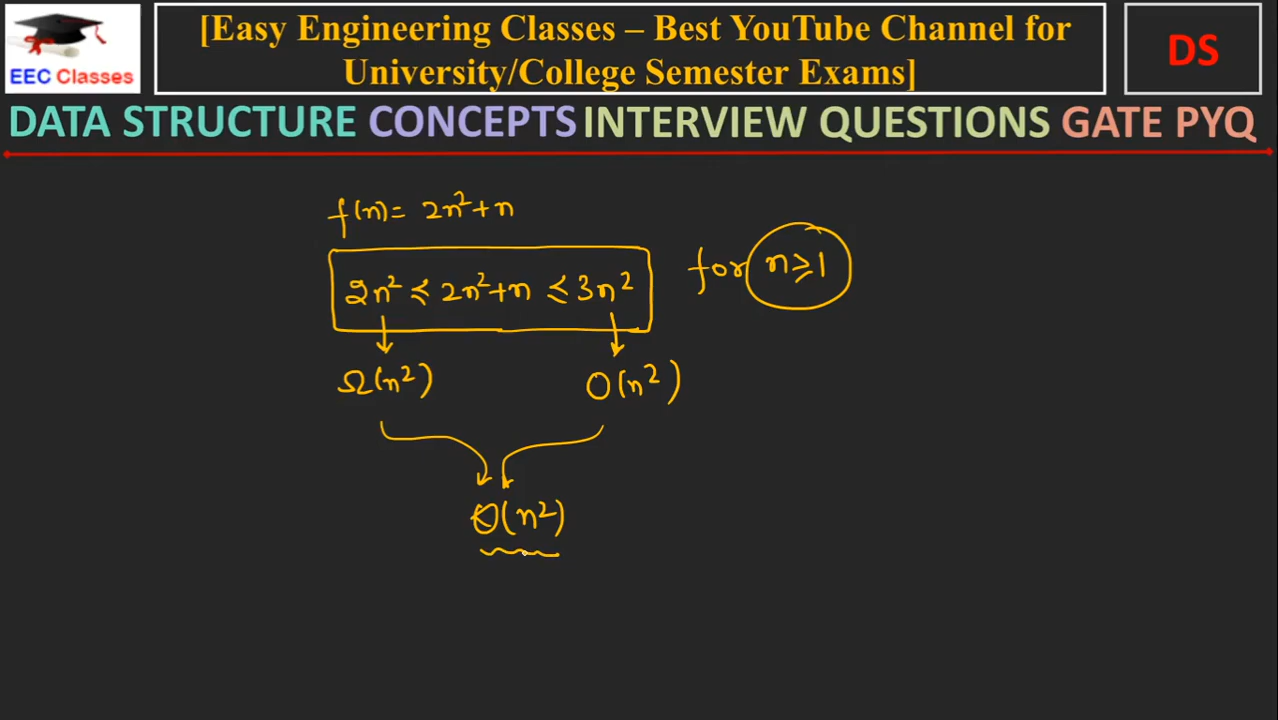 EEC Classes
[Easy Engineering Classes – Best YouTube Channel for
University/College Semester Exams]
DS
DATA STRUCTURE CONCEPTS INTERVIEW QUESTIONS GATE PYQ
f(n) = 2n²+n
2n² ≤ 2n²+n ≤ 3n² for n≥1
Ω(n²) O(n²)
Θ(n²)